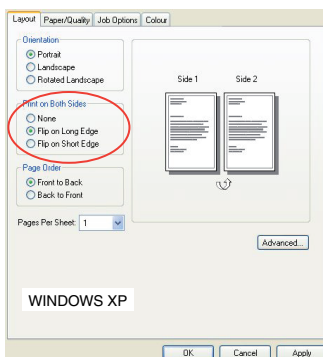 Layout Paper/Quality Job Options Colour
Orientation
Portrait
Landscape
Rotated Landscape
Print on Both Sides
None
Flip on Long Edge
Flip on Short Edge
Page Order
Front to Back
Back to Front
Pages Per Sheet: 1
Side 1 Side 2
Advanced...
WINDOWS XP
OK Cancel Apply